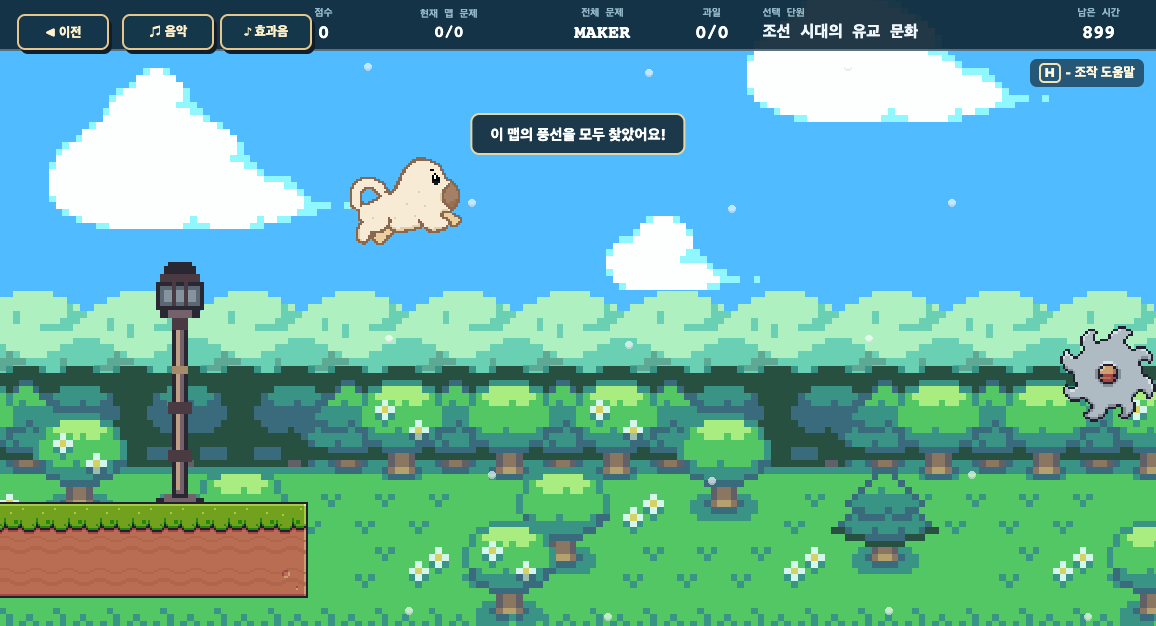 ◀ 이전
♫ 음악
♪ 효과음
점수
0
현재 맵 문제
0/0
전체 문제
MAKER
과일
0/0
선택 단원
조선 시대의 유교 문화
남은 시간
899
H - 조작 도움말
이 맵의 풍선을 모두 찾았어요!